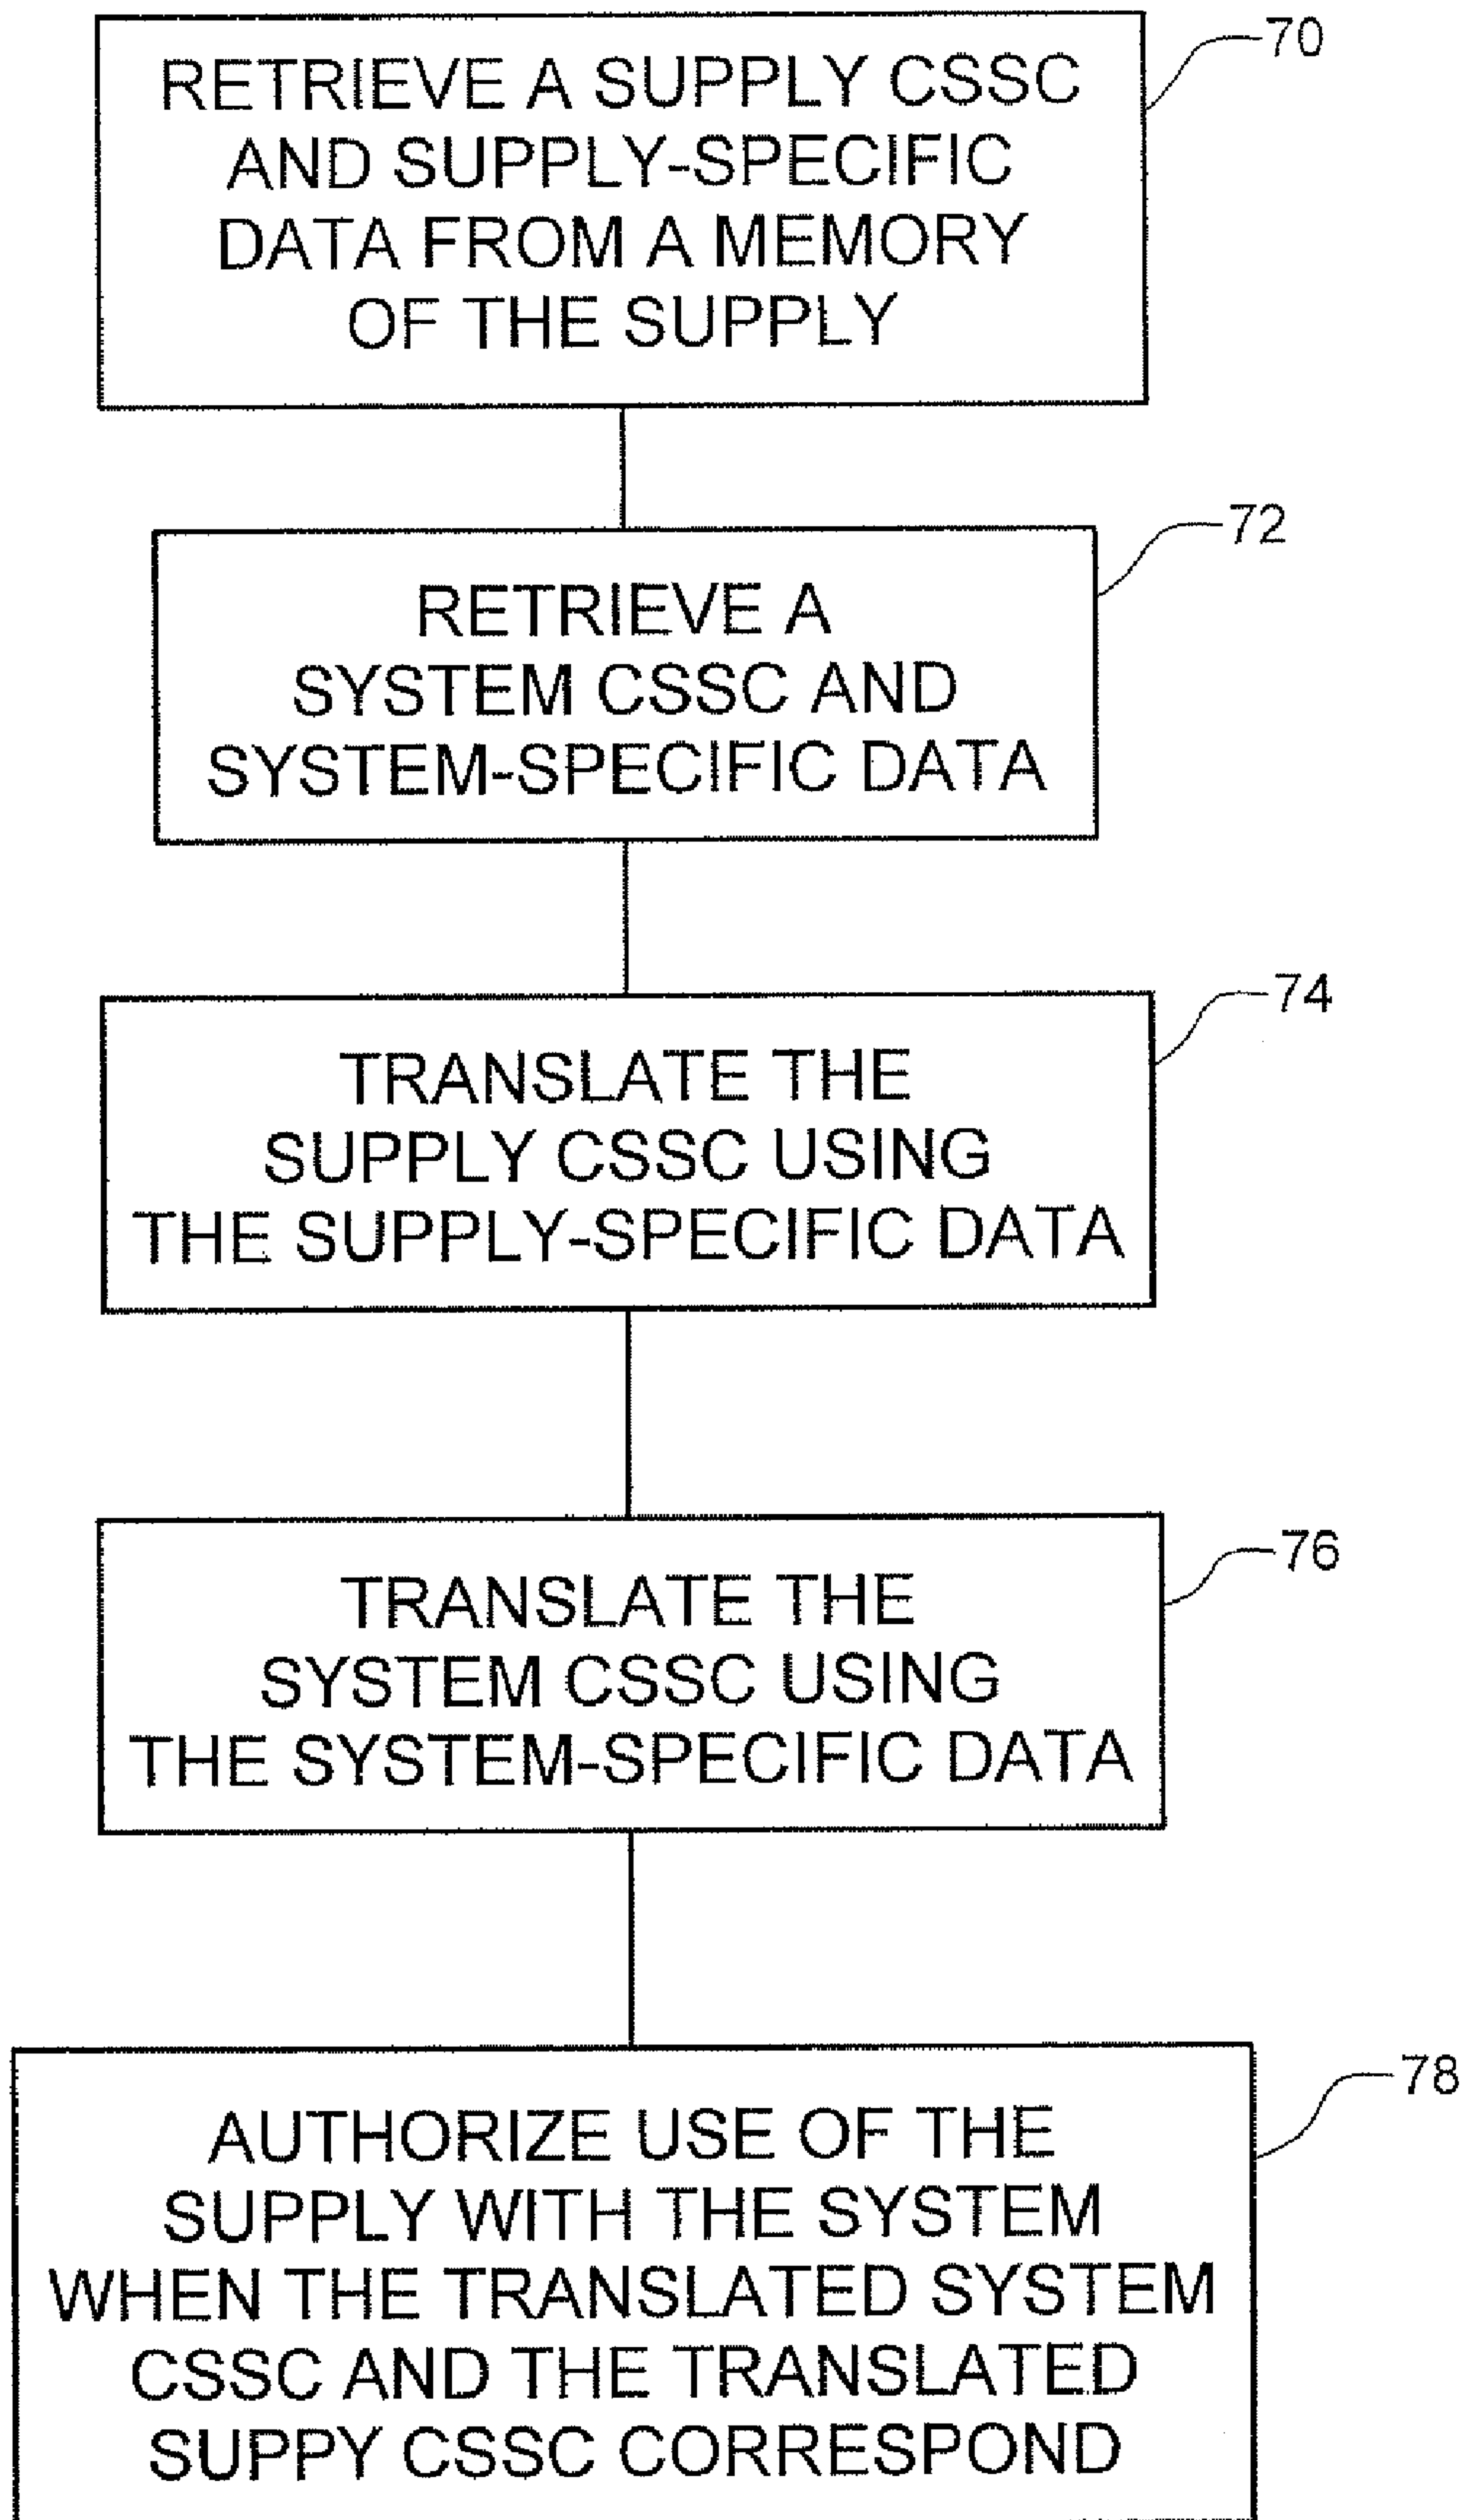 RETRIEVE A SUPPLY CSSC
AND SUPPLY-SPECIFIC
DATA FROM A MEMORY
OF THE SUPPLY
70
RETRIEVE A
SYSTEM CSSC AND
SYSTEM-SPECIFIC DATA
72
TRANSLATE THE
SUPPLY CSSC USING
THE SUPPLY-SPECIFIC DATA
74
TRANSLATE THE
SYSTEM CSSC USING
THE SYSTEM-SPECIFIC DATA
76
AUTHORIZE USE OF THE
SUPPLY WITH THE SYSTEM
WHEN THE TRANSLATED SYSTEM
CSSC AND THE TRANSLATED
SUPPY CSSC CORRESPOND
78